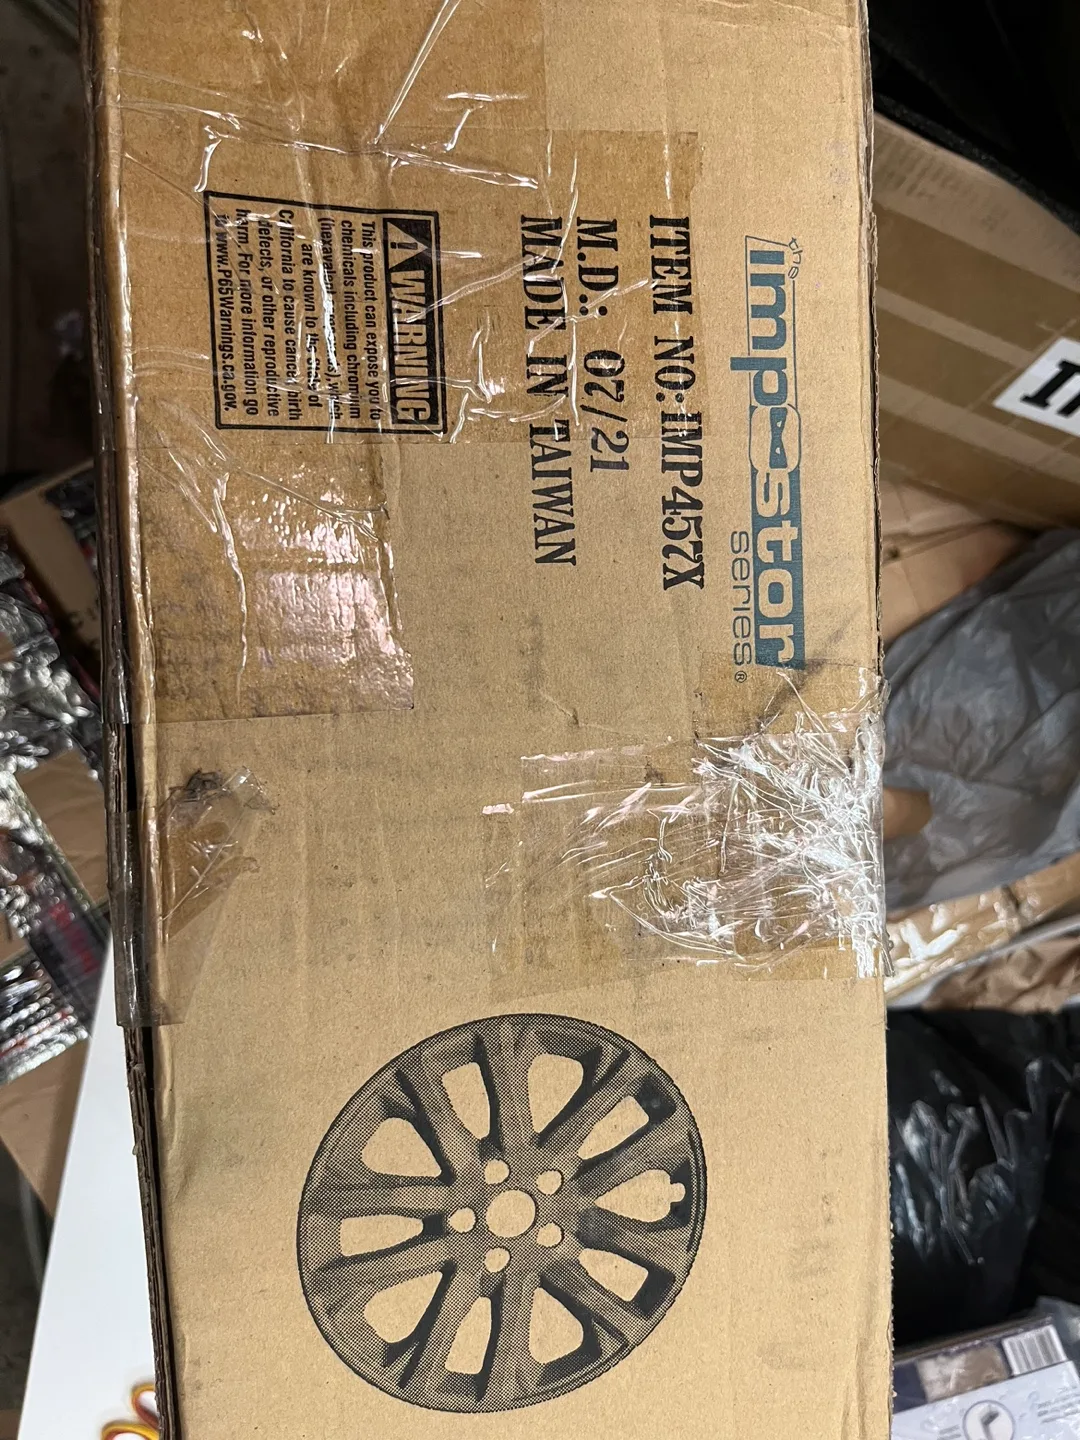 the
impostor
series®
ITEM NO:IMP457X
M.D.: 07/21
MADE IN TAIWAN
WARNING
This product can expose you to
chemicals including chromium
(hexavalent
are known to the State of
California to cause cancer, birth
defects, or other reproductive
harm. For more information go
to www.P65Warnings.ca.gov.